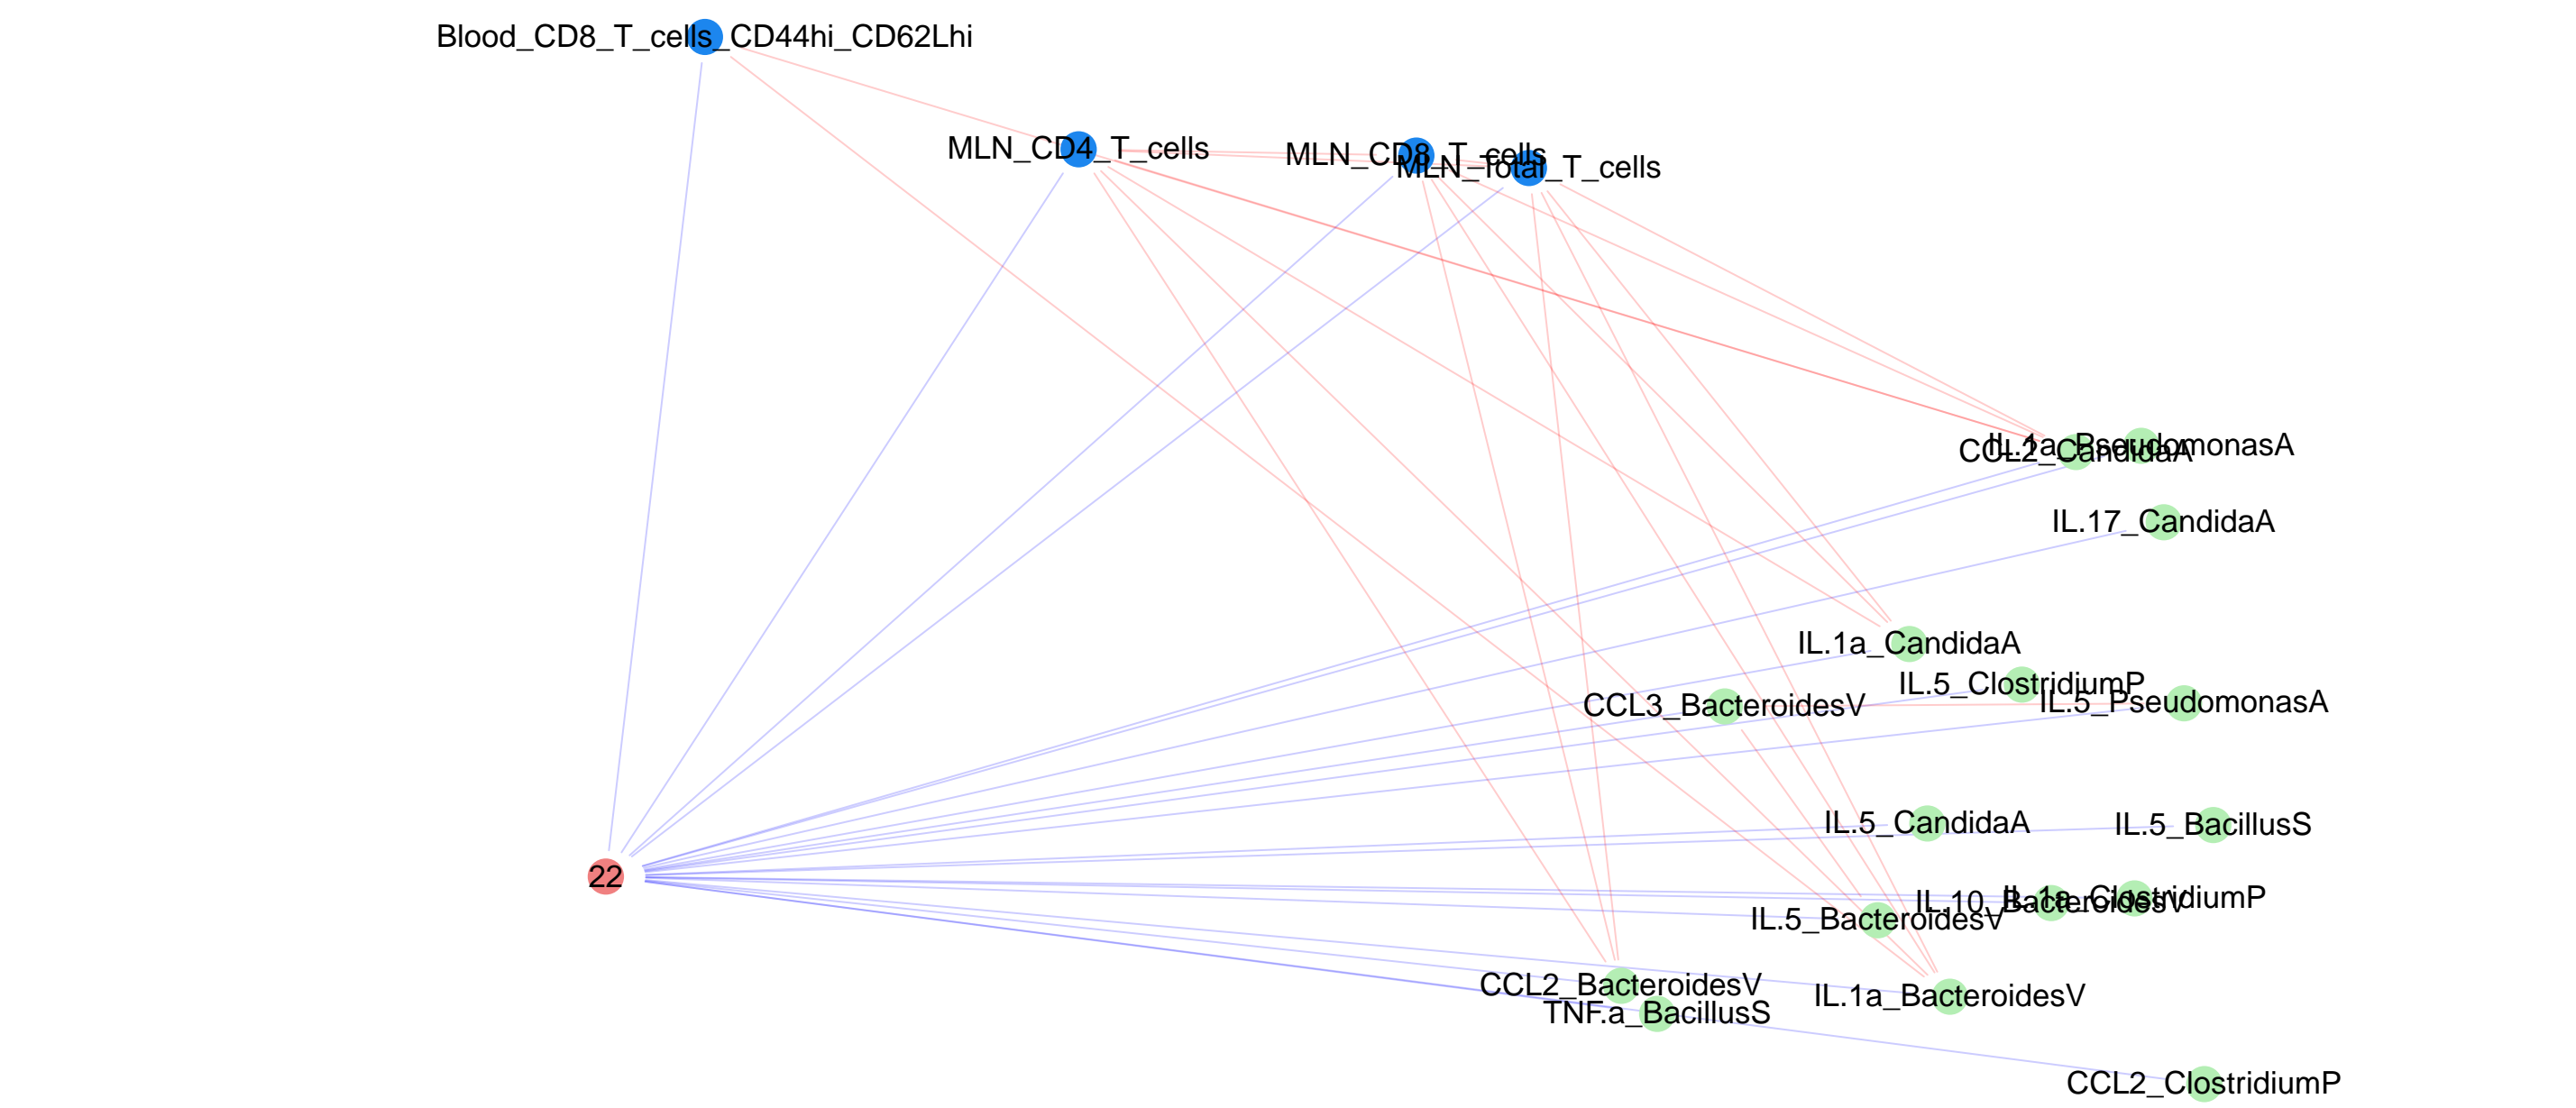 Blood_CD8_T_cells_CD44hi_CD62Lhi
MLN_CD4_T_cells
MLN_CD8_T_cells
MLN_Total_T_cells
IL.1a_PseudomonasA
CCL2_CandidaA
IL.17_CandidaA
IL.1a_CandidaA
IL.5_ClostridiumP
IL.5_PseudomonasA
CCL3_BacteroidesV
IL.5_CandidaA
IL.5_BacillusS
22
IL.1a_ClostridiumP
IL.10_BacteroidesV
IL.5_BacteroidesV
CCL2_BacteroidesV
IL.1a_BacteroidesV
TNF.a_BacillusS
CCL2_ClostridiumP